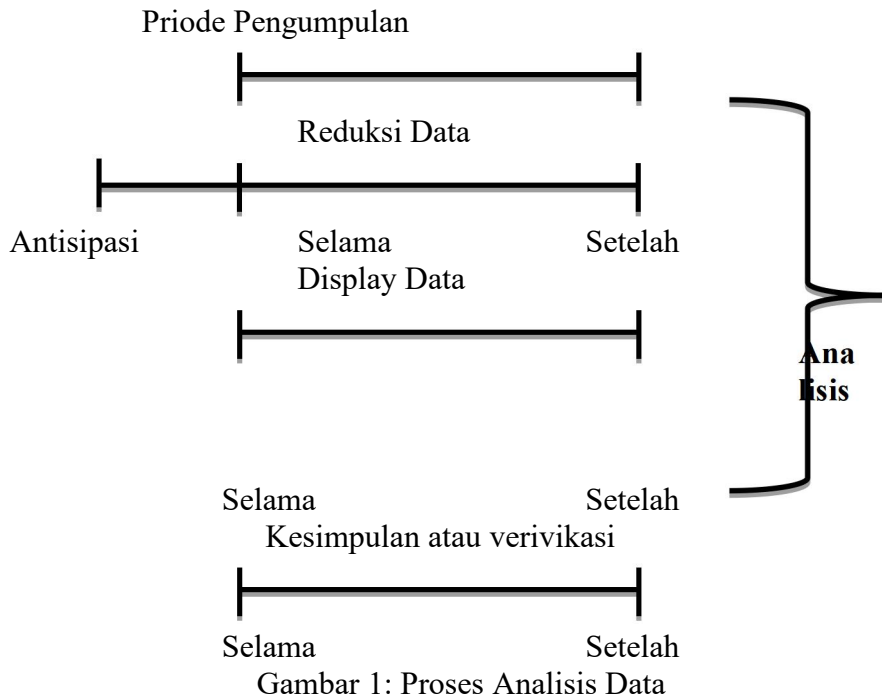 Priode Pengumpulan
Reduksi Data
Antisipasi Selama Setelah
Display Data
Ana
lisis
Selama Setelah
Kesimpulan atau verivikasi
Selama Setelah
Gambar 1: Proses Analisis Data